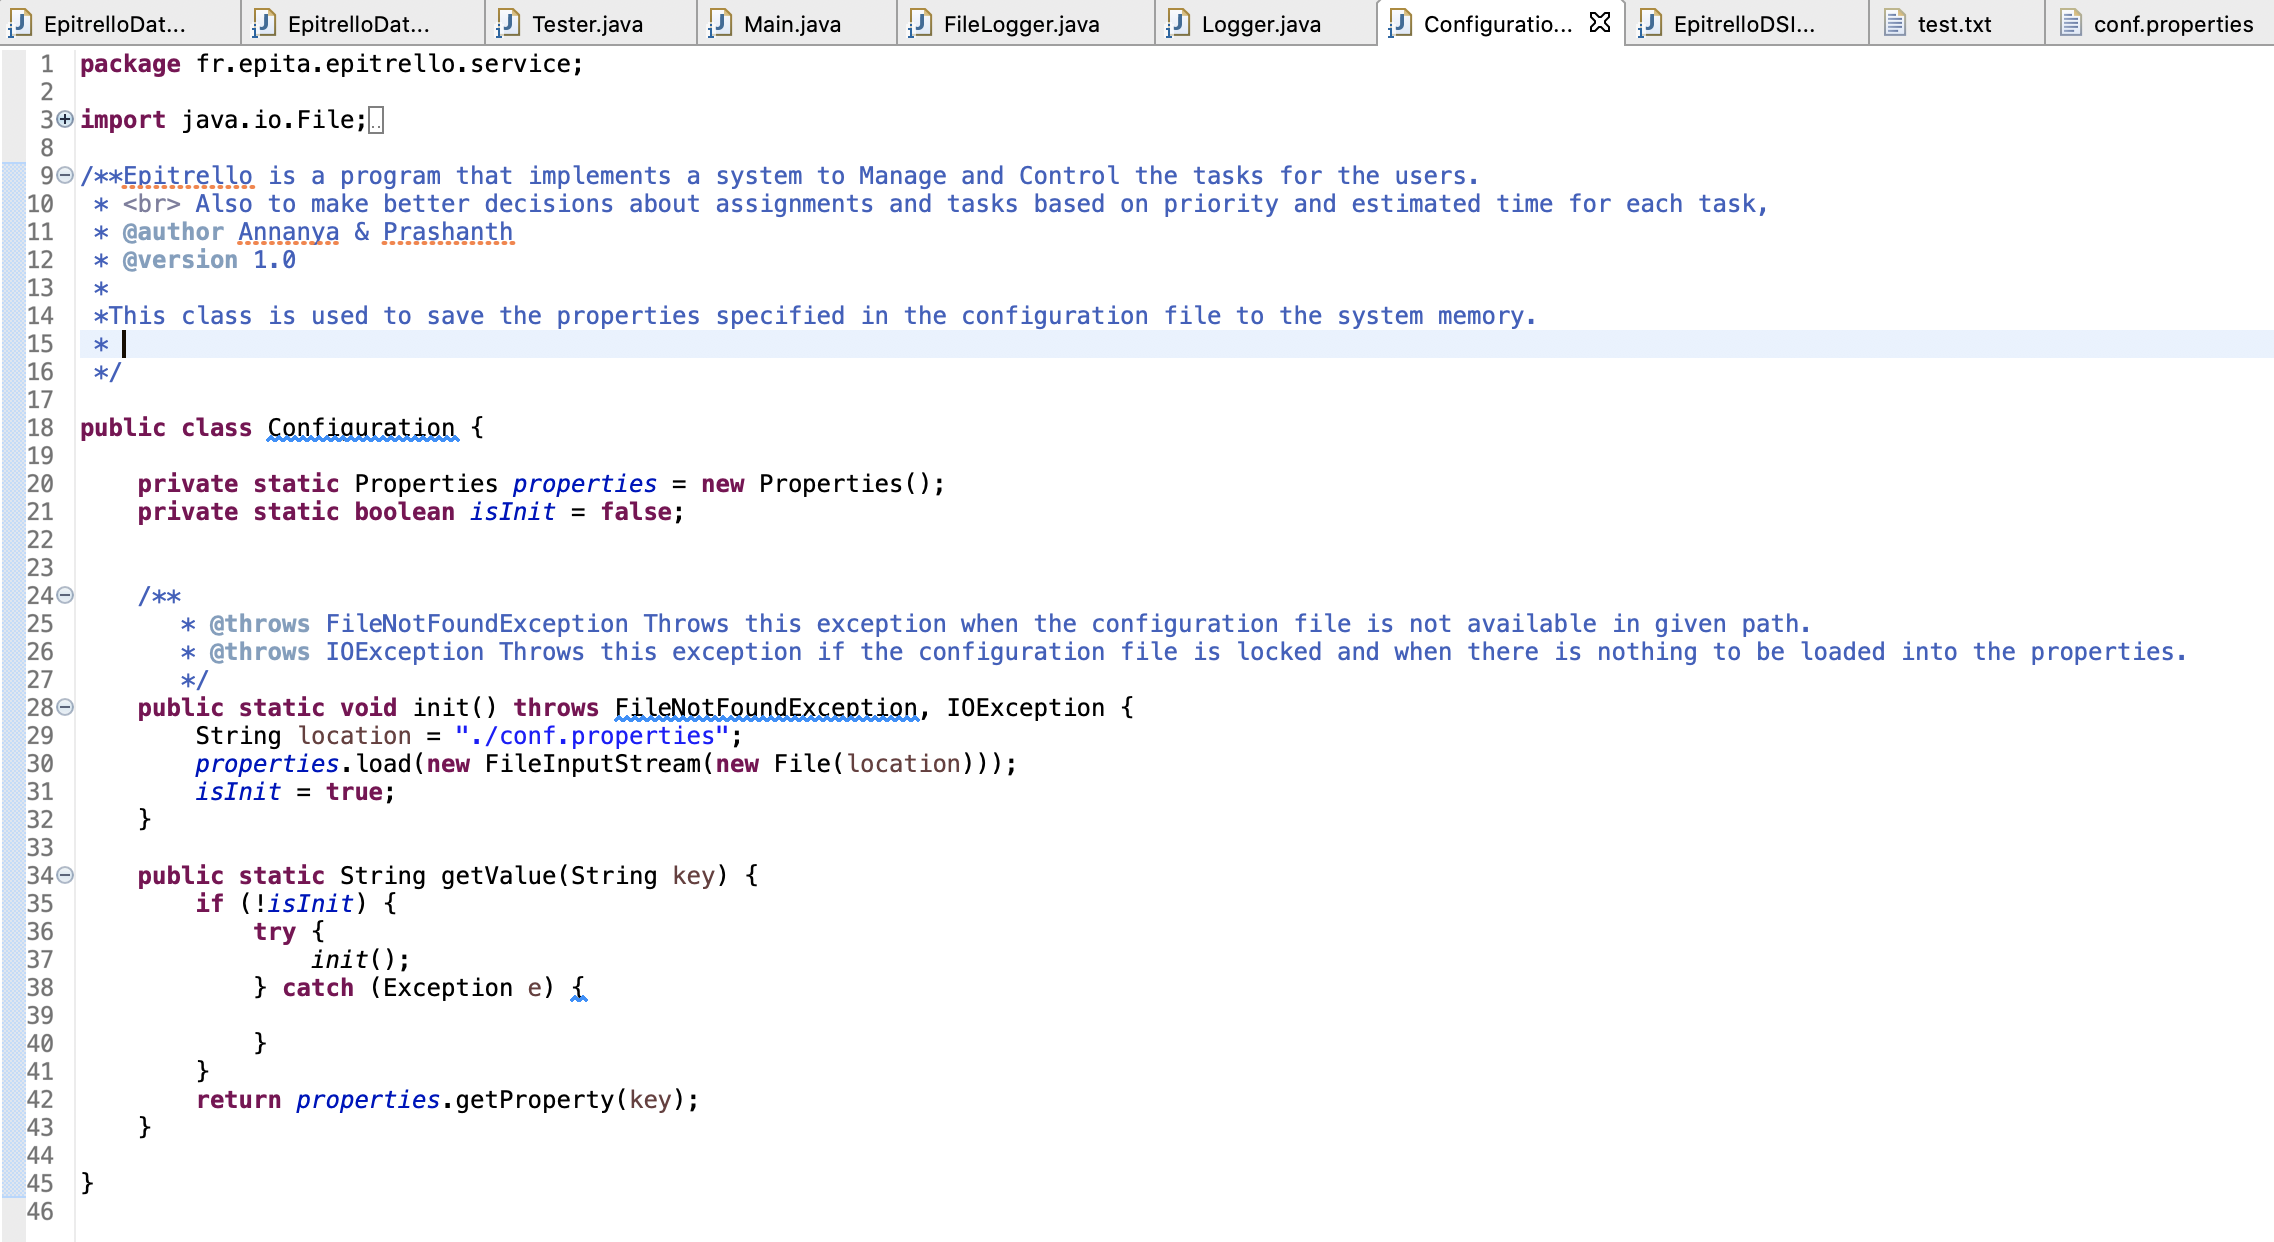 EpitrelloDat...
EpitrelloDat...
Tester.java
Main.java
FileLogger.java
Logger.java
Configuratio...
EpitrelloDSI...
test.txt
conf.properties
1 package fr.epita.epitrello.service;
2
3 import java.io.File;
8
9 /**Epitrello is a program that implements a system to Manage and Control the tasks for the users.
10 * <br> Also to make better decisions about assignments and tasks based on priority and estimated time for each task,
11 * @author Annanya & Prashanth
12 * @version 1.0
13 *
14 *This class is used to save the properties specified in the configuration file to the system memory.
15 *
16 */
17
18 public class Configuration {
19
20 private static Properties properties = new Properties();
21 private static boolean isInit = false;
22
23
24 /**
25 * @throws FileNotFoundException Throws this exception when the configuration file is not available in given path.
26 * @throws IOException Throws this exception if the configuration file is locked and when there is nothing to be loaded into the properties.
27 */
28 public static void init() throws FileNotFoundException, IOException {
29 String location = "./conf.properties";
30 properties.load(new FileInputStream(new File(location)));
31 isInit = true;
32 }
33
34 public static String getValue(String key) {
35 if (!isInit) {
36 try {
37 init();
38 } catch (Exception e) {
39
40 }
41 }
42 return properties.getProperty(key);
43 }
44
45 }
46